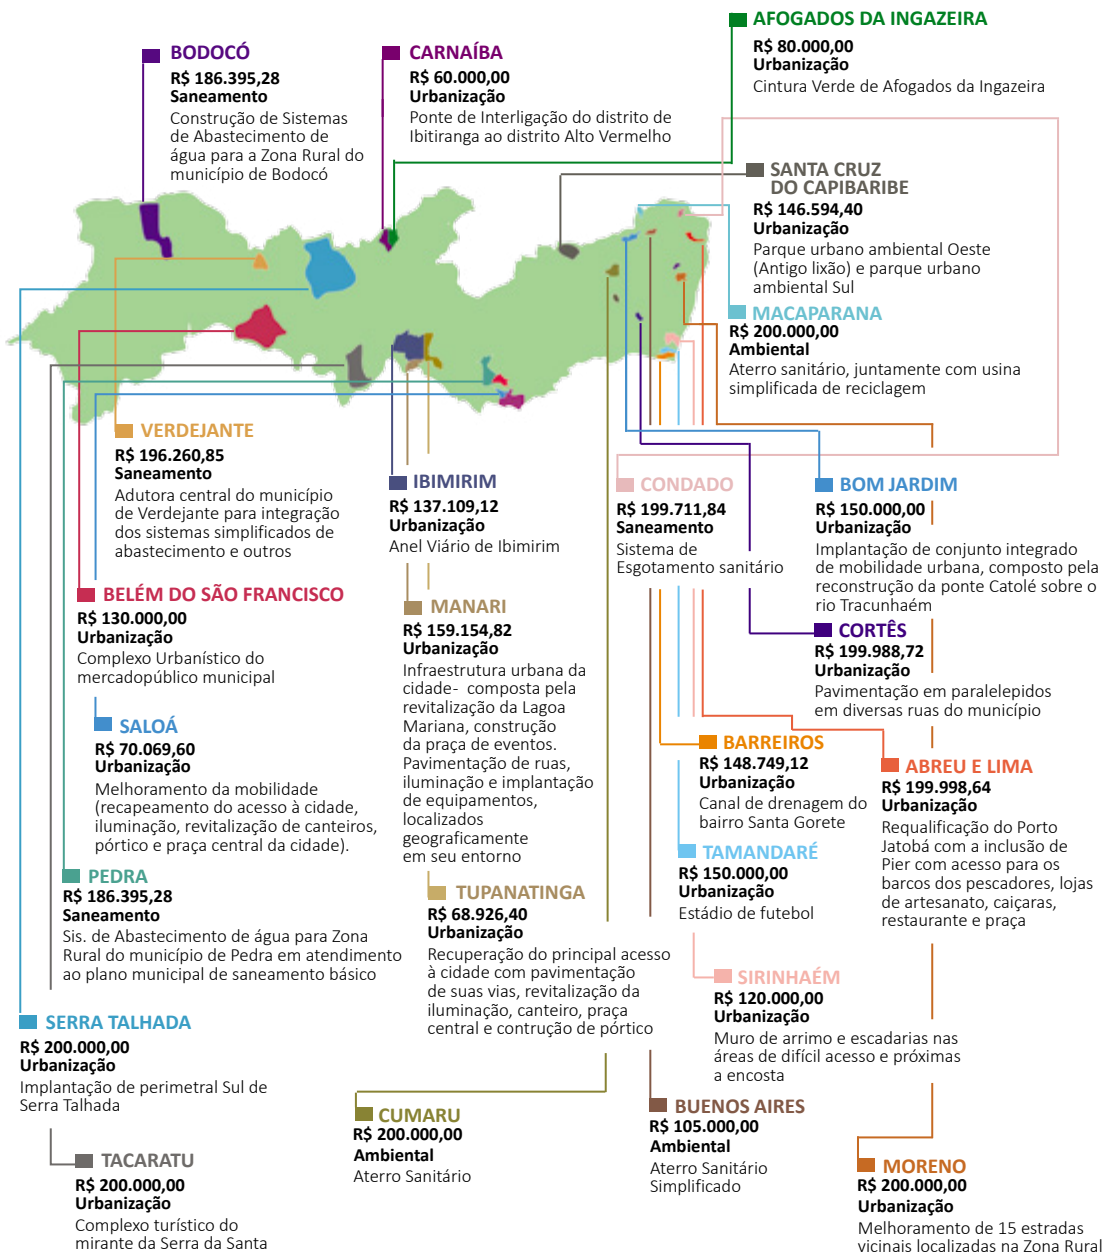 AFOGADOS DA INGAZEIRA
R$ 80.000,00
Urbanização
Cintura Verde de Afogados da Ingazeira
BODOCÓ
R$ 186.395,28
Saneamento
Construção de Sistemas
de Abastecimento de
água para a Zona Rural do
município de Bodocó
CARNAÍBA
R$ 60.000,00
Urbanização
Ponte de Interligação do distrito de
Ibitiranga ao distrito Alto Vermelho
SANTA CRUZ
DO CAPIBARIBE
R$ 146.594,40
Urbanização
Parque urbano ambiental Oeste
(Antigo lixão) e parque urbano
ambiental Sul
MACAPARANA
R$ 200.000,00
Ambiental
Aterro sanitário, juntamente com usina
simplificada de reciclagem
VERDEJANTE
R$ 196.260,85
Saneamento
Adutora central do município
de Verdejante para integração
dos sistemas simplificados de
abastecimento e outros
IBIMIRIM
R$ 137.109,12
Urbanização
Anel Viário de Ibimirim
CONDADO
R$ 199.711,84
Saneamento
Sistema de
Esgotamento sanitário
BOM JARDIM
R$ 150.000,00
Urbanização
Implantação de conjunto integrado
de mobilidade urbana, composto pela
reconstrução da ponte Catolé sobre o
rio Tracunhaém
BELÉM DO SÃO FRANCISCO
R$ 130.000,00
Urbanização
Complexo Urbanístico do
mercadopúblico municipal
MANARI
R$ 159.154,82
Urbanização
Infraestrutura urbana da
cidade- composta pela
revitalização da Lagoa
Mariana, construção
da praça de eventos.
Pavimentação de ruas,
iluminação e implantação
de equipamentos,
localizados
geograficamente
em seu entorno
CORTÊS
R$ 199.988,72
Urbanização
Pavimentação em paralelepidos
em diversas ruas do município
SALOÁ
R$ 70.069,60
Urbanização
Melhoramento da mobilidade
(recapeamento do acesso à cidade,
iluminação, revitalização de canteiros,
pórtico e praça central da cidade).
BARREIROS
R$ 148.749,12
Urbanização
Canal de drenagem do
bairro Santa Gorete
ABREU E LIMA
R$ 199.998,64
Urbanização
Requalificação do Porto
Jatobá com a inclusão de
Pier com acesso para os
barcos dos pescadores, lojas
de artesanato, caiçaras,
restaurante e praça
TAMANDARÉ
R$ 150.000,00
Urbanização
Estádio de futebol
PEDRA
R$ 186.395,28
Saneamento
Sis. de Abastecimento de água para Zona
Rural do município de Pedra em atendimento
ao plano municipal de saneamento básico
TUPANATINGA
R$ 68.926,40
Urbanização
Recuperação do principal acesso
à cidade com pavimentação
de suas vias, revitalização da
iluminação, canteiro, praça
central e contrução de pórtico
SIRINHAÉM
R$ 120.000,00
Urbanização
Muro de arrimo e escadarias nas
áreas de difícil acesso e próximas
a encosta
SERRA TALHADA
R$ 200.000,00
Urbanização
Implantação de perimetral Sul de
Serra Talhada
CUMARU
R$ 200.000,00
Ambiental
Aterro Sanitário
BUENOS AIRES
R$ 105.000,00
Ambiental
Aterro Sanitário
Simplificado
TACARATU
R$ 200.000,00
Urbanização
Complexo turístico do
mirante da Serra da Santa
MORENO
R$ 200.000,00
Urbanização
Melhoramento de 15 estradas
vicinais localizadas na Zona Rural